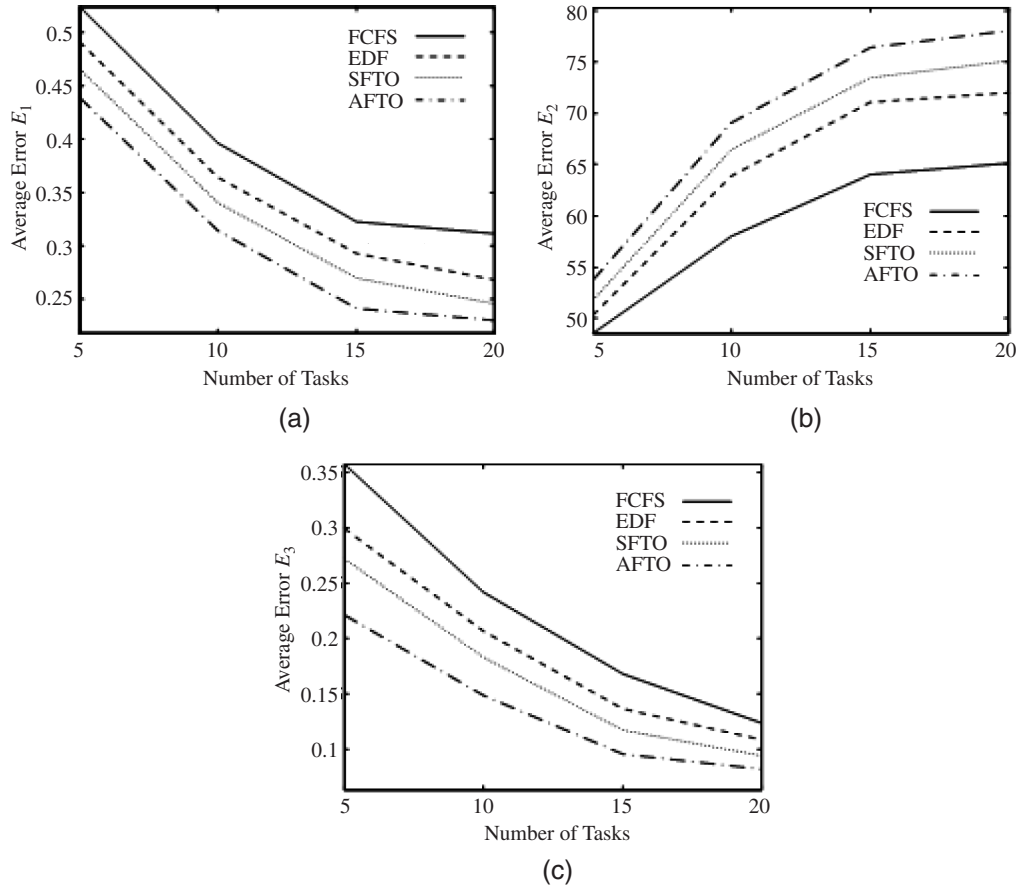 0.5
0.45
0.4
0.35
0.3
0.25
Average Error E1
FCFS
EDF
SFTO
AFTO
5 10 15 20
Number of Tasks
(a)
80
75
70
65
60
55
50
Average Error E2
FCFS
EDF
SFTO
AFTO
5 10 15 20
Number of Tasks
(b)
0.35
0.3
0.25
0.2
0.15
0.1
Average Error E3
FCFS
EDF
SFTO
AFTO
5 10 15 20
Number of Tasks
(c)